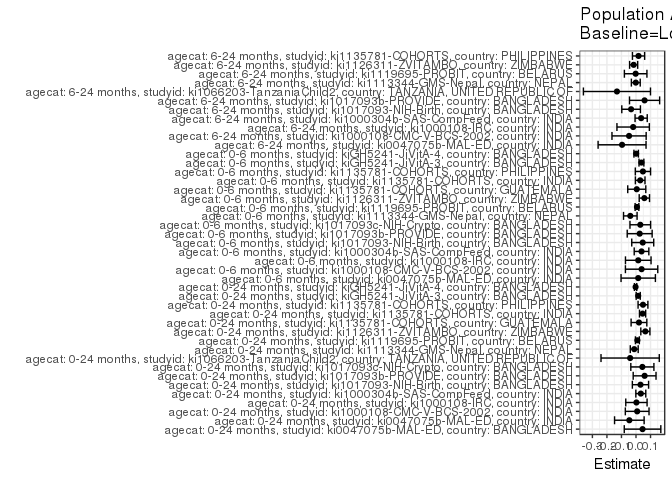 Population A
Baseline=Lo
agecat: 6-24 months, studyid: ki1135781-COHORTS, country: PHILIPPINES
agecat: 6-24 months, studyid: ki1126311-ZVITAMBO, country: ZIMBABWE
agecat: 6-24 months, studyid: ki1119695-PROBIT, country: BELARUS
agecat: 6-24 months, studyid: ki1113344-GMS-Nepal, country: NEPAL
agecat: 6-24 months, studyid: ki1066203-TanzaniaChild2, country: TANZANIA, UNITED REPUBLIC OF
agecat: 6-24 months, studyid: ki1017093b-PROVIDE, country: BANGLADESH
agecat: 6-24 months, studyid: ki1017093-NIH-Birth, country: BANGLADESH
agecat: 6-24 months, studyid: ki1000304b-SAS-CompFeed, country: INDIA
agecat: 6-24 months, studyid: ki1000108-IRC, country: INDIA
agecat: 6-24 months, studyid: ki1000108-CMC-V-BCS-2002, country: INDIA
agecat: 6-24 months, studyid: ki0047075b-MAL-ED, country: INDIA
agecat: 0-6 months, studyid: kiGH5241-JiVitA-4, country: BANGLADESH
agecat: 0-6 months, studyid: kiGH5241-JiVitA-3, country: BANGLADESH
agecat: 0-6 months, studyid: ki1135781-COHORTS, country: PHILIPPINES
agecat: 0-6 months, studyid: ki1135781-COHORTS, country: INDIA
agecat: 0-6 months, studyid: ki1135781-COHORTS, country: GUATEMALA
agecat: 0-6 months, studyid: ki1126311-ZVITAMBO, country: ZIMBABWE
agecat: 0-6 months, studyid: ki1119695-PROBIT, country: BELARUS
agecat: 0-6 months, studyid: ki1113344-GMS-Nepal, country: NEPAL
agecat: 0-6 months, studyid: ki1017093c-NIH-Crypto, country: BANGLADESH
agecat: 0-6 months, studyid: ki1017093b-PROVIDE, country: BANGLADESH
agecat: 0-6 months, studyid: ki1017093-NIH-Birth, country: BANGLADESH
agecat: 0-6 months, studyid: ki1000304b-SAS-CompFeed, country: INDIA
agecat: 0-6 months, studyid: ki1000108-IRC, country: INDIA
agecat: 0-6 months, studyid: ki1000108-CMC-V-BCS-2002, country: INDIA
agecat: 0-6 months, studyid: ki0047075b-MAL-ED, country: INDIA
agecat: 0-24 months, studyid: kiGH5241-JiVitA-4, country: BANGLADESH
agecat: 0-24 months, studyid: kiGH5241-JiVitA-3, country: BANGLADESH
agecat: 0-24 months, studyid: ki1135781-COHORTS, country: PHILIPPINES
agecat: 0-24 months, studyid: ki1135781-COHORTS, country: INDIA
agecat: 0-24 months, studyid: ki1135781-COHORTS, country: GUATEMALA
agecat: 0-24 months, studyid: ki1126311-ZVITAMBO, country: ZIMBABWE
agecat: 0-24 months, studyid: ki1119695-PROBIT, country: BELARUS
agecat: 0-24 months, studyid: ki1113344-GMS-Nepal, country: NEPAL
agecat: 0-24 months, studyid: ki1066203-TanzaniaChild2, country: TANZANIA, UNITED REPUBLIC OF
agecat: 0-24 months, studyid: ki1017093c-NIH-Crypto, country: BANGLADESH
agecat: 0-24 months, studyid: ki1017093b-PROVIDE, country: BANGLADESH
agecat: 0-24 months, studyid: ki1017093-NIH-Birth, country: BANGLADESH
agecat: 0-24 months, studyid: ki1000304b-SAS-CompFeed, country: INDIA
agecat: 0-24 months, studyid: ki1000108-IRC, country: INDIA
agecat: 0-24 months, studyid: ki1000108-CMC-V-BCS-2002, country: INDIA
agecat: 0-24 months, studyid: ki0047075b-MAL-ED, country: INDIA
agecat: 0-24 months, studyid: ki0047075b-MAL-ED, country: BANGLADESH
-0.3 -0.2 -0.1 0.0 0.1
Estimate